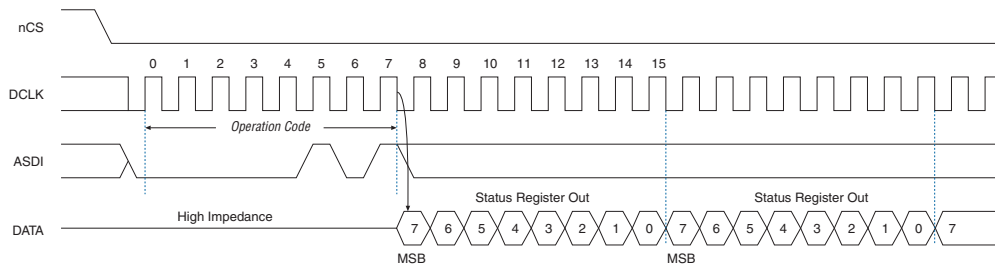 nCS
0 1 2 3 4 5 6 7 8 9 10 11 12 13 14 15
DCLK
Operation Code
ASDI
Status Register Out Status Register Out
High Impedance
DATA 7 6 5 4 3 2 1 0 7 6 5 4 3 2 1 0 7
MSB MSB